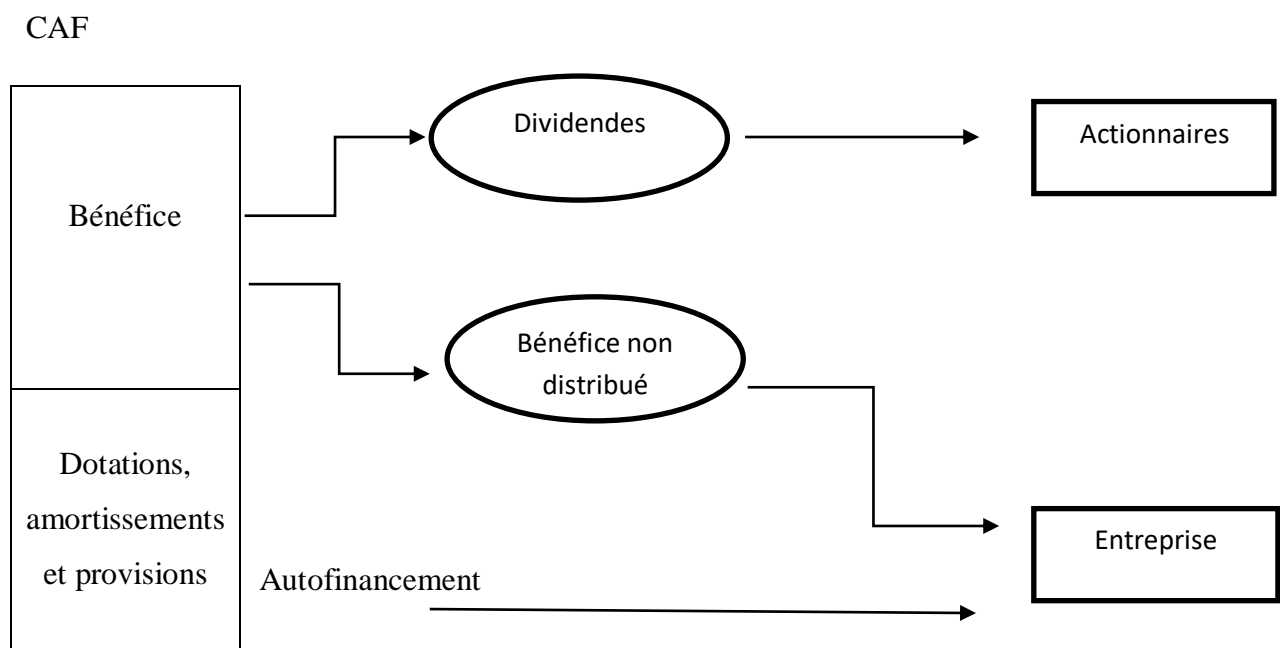 CAF
Dividendes
Actionnaires
Bénéfice
Bénéfice non
distribué
Dotations,
amortissements
et provisions
Entreprise
Autofinancement